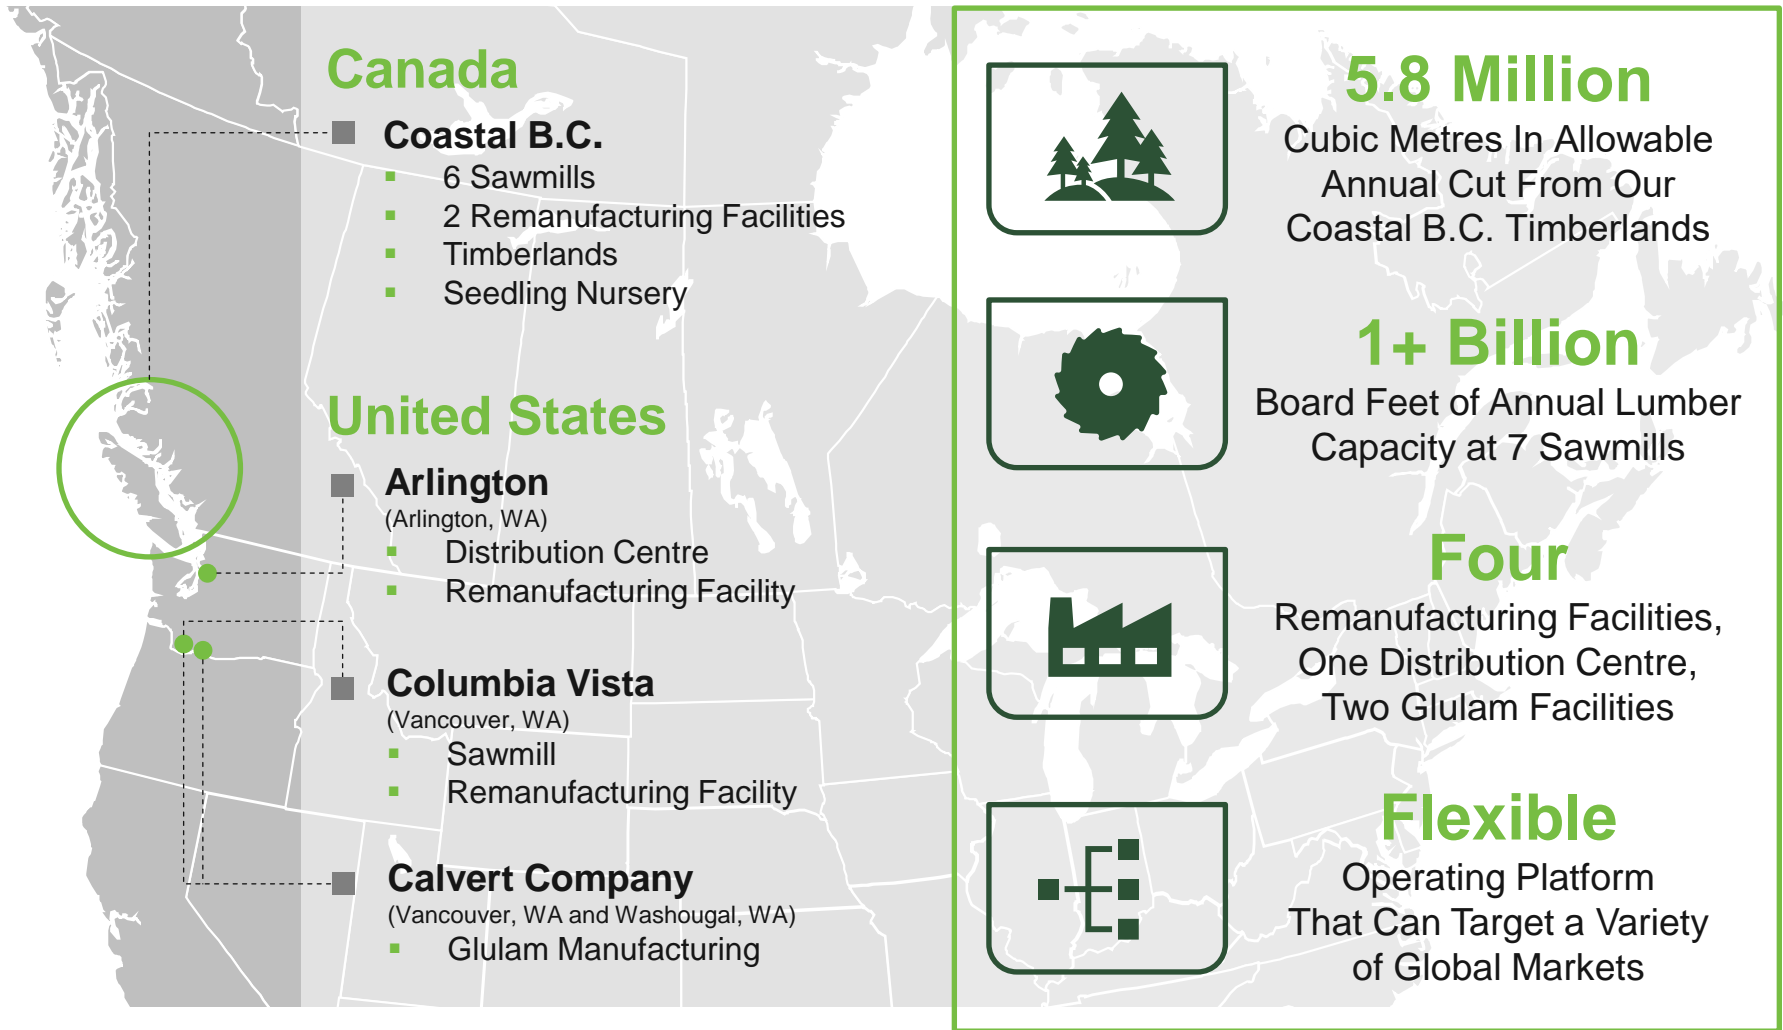 Canada
Coastal B.C.
▪ 6 Sawmills
▪ 2 Remanufacturing Facilities
▪ Timberlands
▪ Seedling Nursery
United States
Arlington
(Arlington, WA)
▪ Distribution Centre
▪ Remanufacturing Facility
Columbia Vista
(Vancouver, WA)
▪ Sawmill
▪ Remanufacturing Facility
Calvert Company
(Vancouver, WA and Washougal, WA)
▪ Glulam Manufacturing
5.8 Million
Cubic Metres In Allowable
Annual Cut From Our
Coastal B.C. Timberlands
1+ Billion
Board Feet of Annual Lumber
Capacity at 7 Sawmills
Four
Remanufacturing Facilities,
One Distribution Centre,
Two Glulam Facilities
Flexible
Operating Platform
That Can Target a Variety
of Global Markets